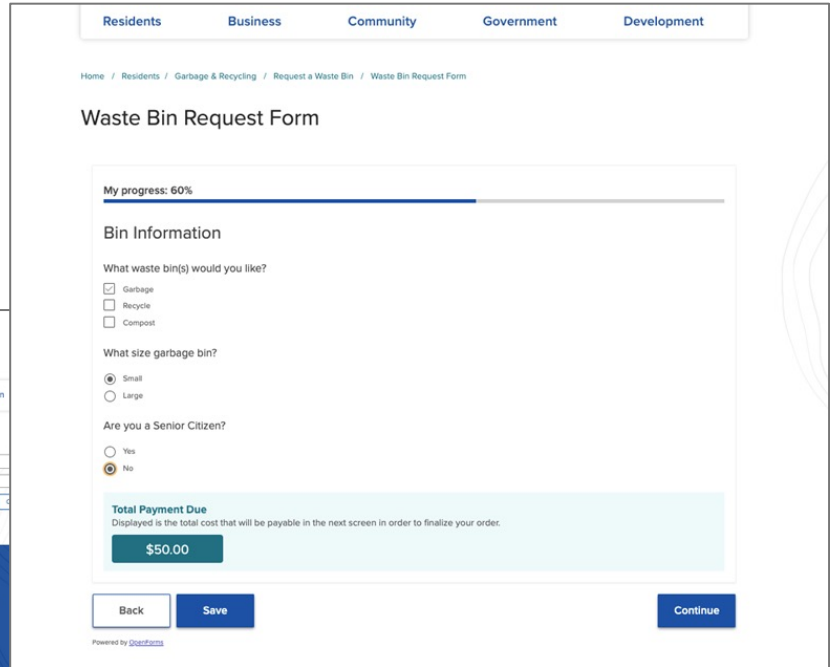 Residents Business Community Government Development
Home / Residents / Garbage & Recycling / Request a Waste Bin / Waste Bin Request Form
Waste Bin Request Form
My progress: 60%
Bin Information
What waste bin(s) would you like?
Garbage
Recycle
Compost
What size garbage bin?
Small
Large
Are you a Senior Citizen?
Yes
No
Total Payment Due
Displayed is the total cost that will be payable in the next screen in order to finalize your order.
$50.00
Back Save Continue
Powered by OpenForms